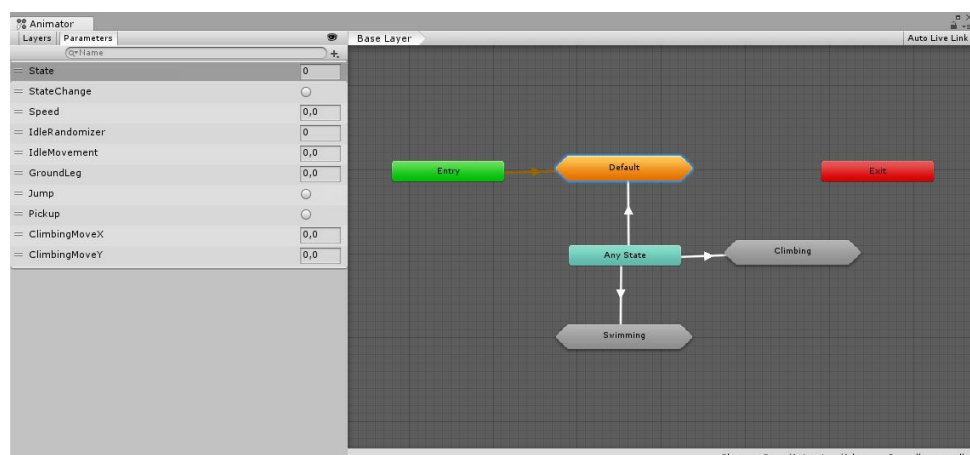 Animator
Layers Parameters
Name
State 0
StateChange
Speed 0,0
IdleRandomizer 0
IdleMovement 0,0
GroundLeg 0,0
Jump
Pickup
ClimbingMoveX 0,0
ClimbingMoveY 0,0
Base Layer
Auto Live Link
Entry
Default
Exit
Any State
Climbing
Swimming